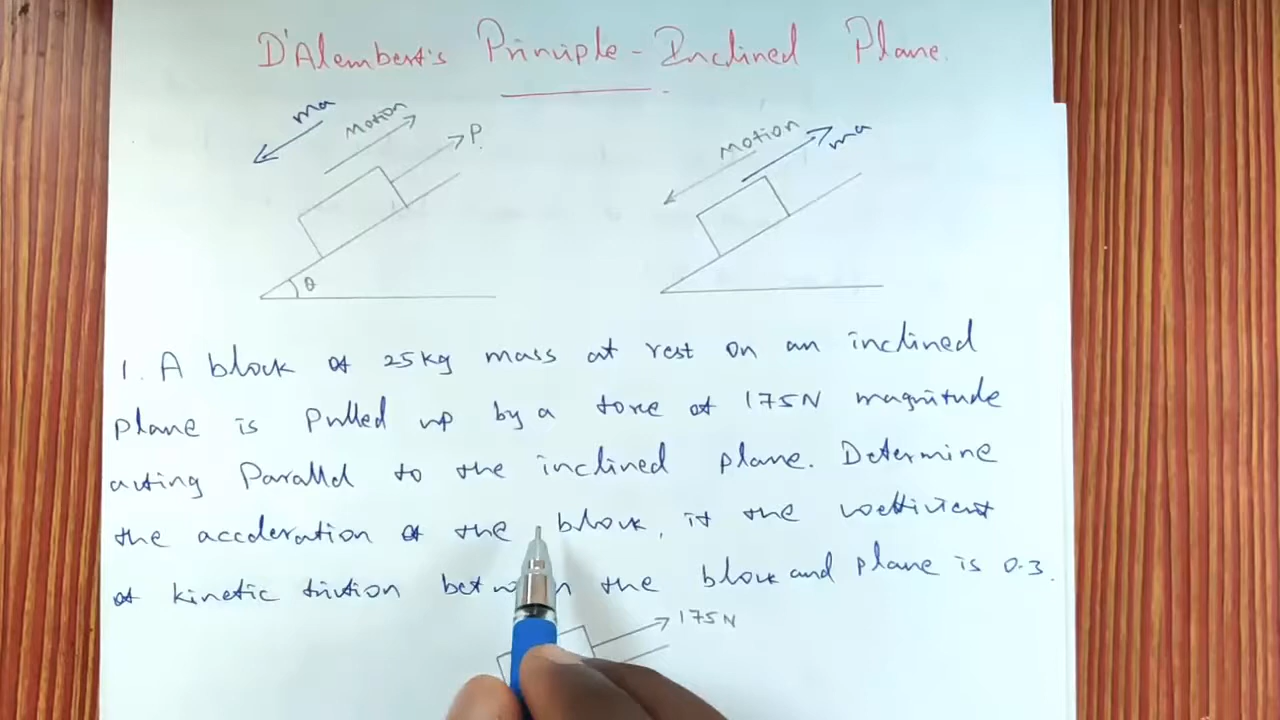 D'Alembert's Principle - Inclined Plane.
ma
Motion
P.
θ
Motion
ma
1. A block of 25kg mass at rest on an inclined
plane is pulled up by a force of 175N magnitude
acting Parallel to the inclined plane. Determine
the acceleration of the block, if the coefficient
of kinetic friction between the block and plane is 0.3.
175N